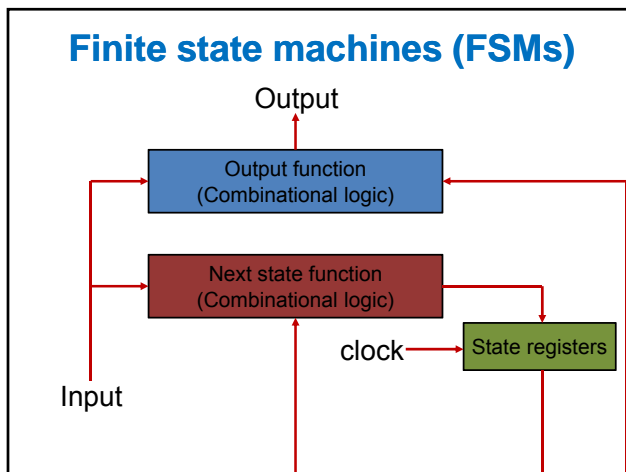 Finite state machines (FSMs)
Output
Output function
(Combinational logic)
Next state function
(Combinational logic)
clock
State registers
Input